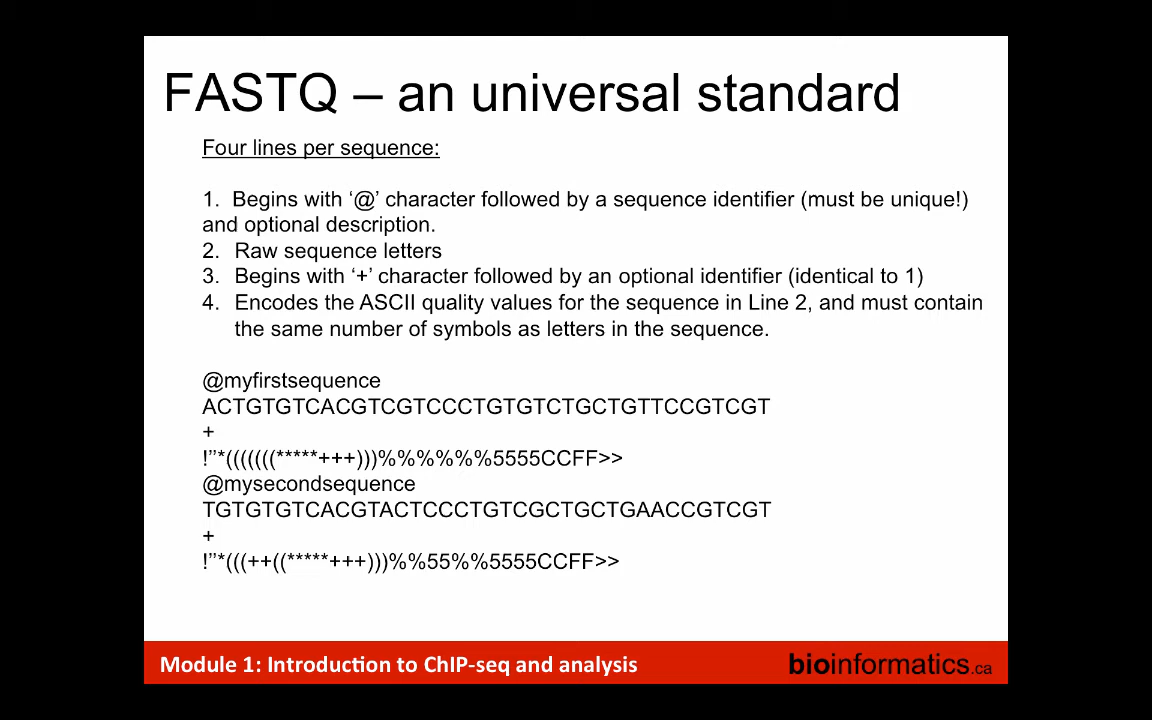 FASTQ – an universal standard
Four lines per sequence:
1. Begins with ‘@’ character followed by a sequence identifier (must be unique!)
and optional description.
2. Raw sequence letters
3. Begins with ‘+’ character followed by an optional identifier (identical to 1)
4. Encodes the ASCII quality values for the sequence in Line 2, and must contain
the same number of symbols as letters in the sequence.
@myfirstsequence
ACTGTGTCACGTCGTCCCTGTGTCTGCTGTTCCGTCGT
+
!”*(((((((*****+++)))%%%%%%5555CCFF>>
@mysecondsequence
TGTGTGTCACGTACTCCCTGTCGCTGCTGAACCGTCGT
+
!”*(((++((*****+++)))%%55%%5555CCFF>>
Module 1: Introduction to ChIP-seq and analysis
bioinformatics.ca